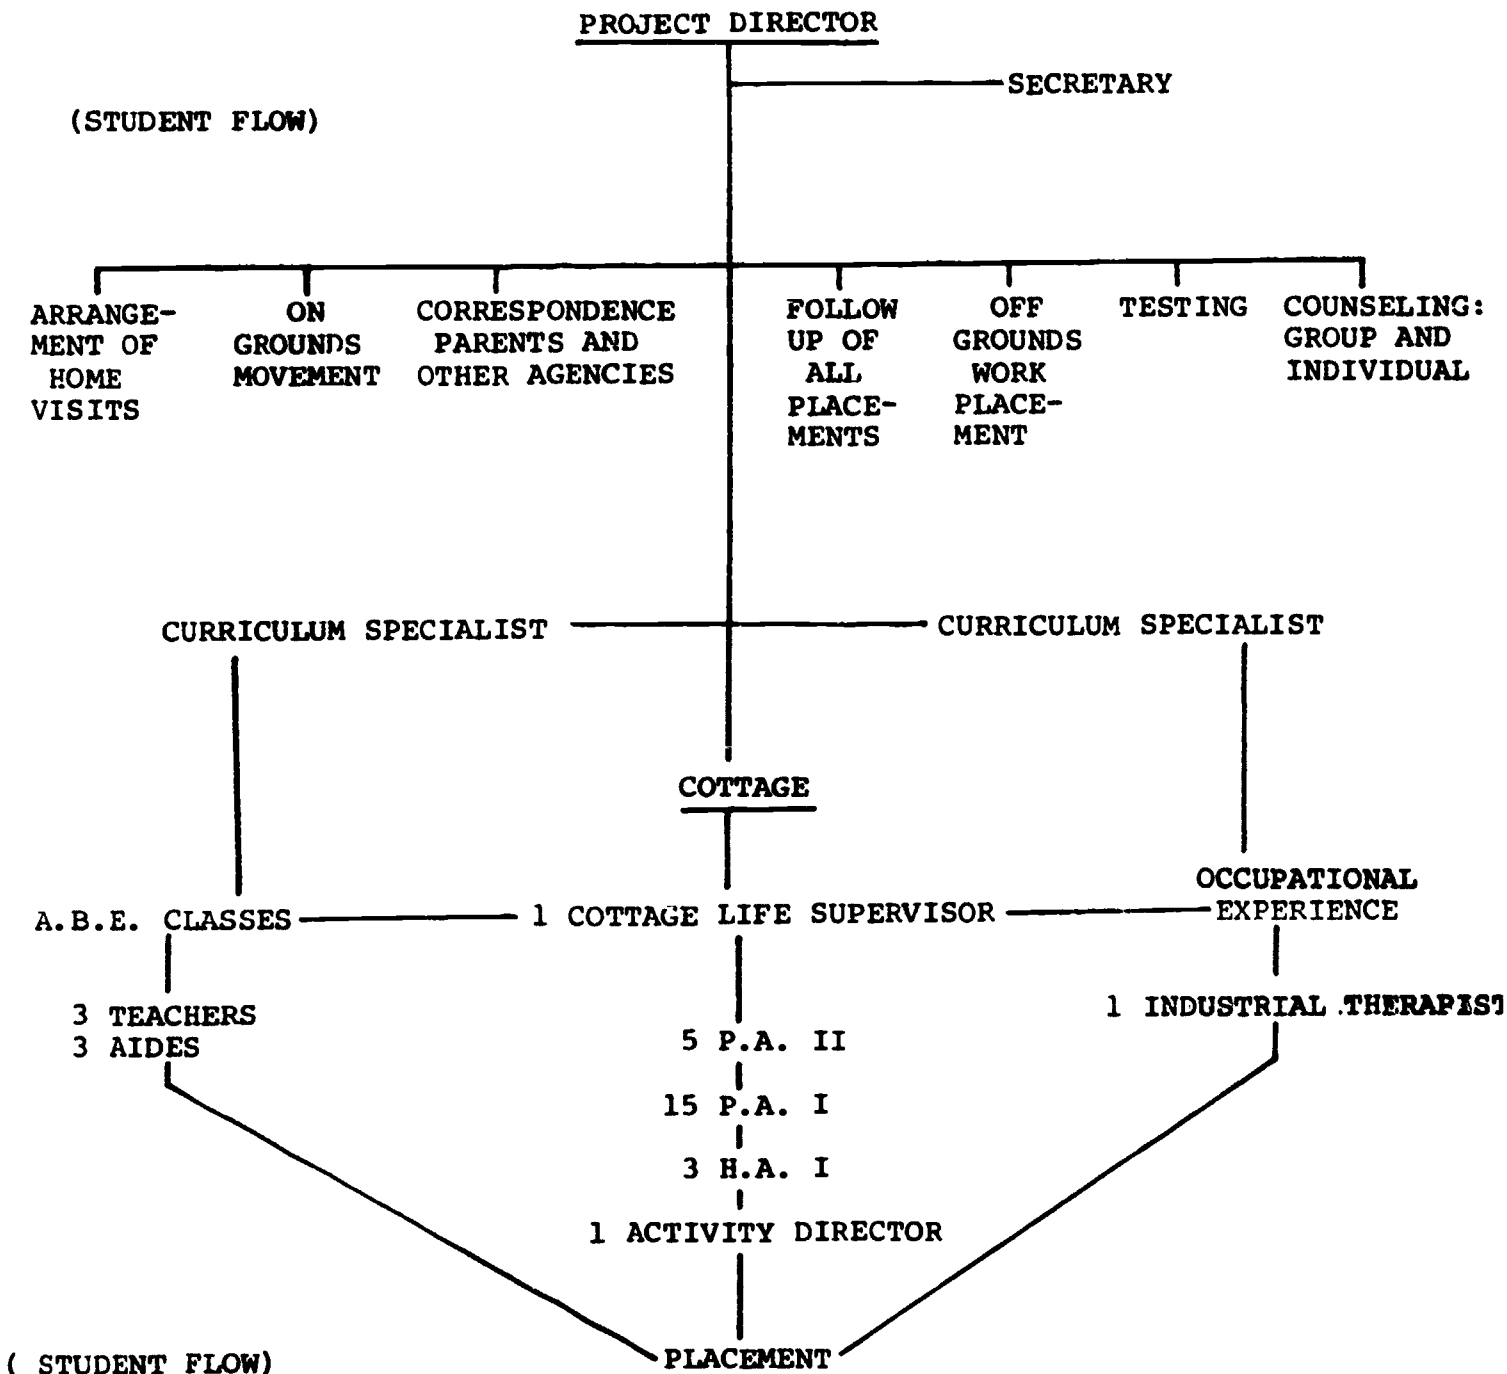 PROJECT DIRECTOR
SECRETARY
(STUDENT FLOW)
ARRANGE-
MENT OF
HOME
VISITS
ON
GROUNDS
MOVEMENT
CORRESPONDENCE
PARENTS AND
OTHER AGENCIES
FOLLOW
UP OF
ALL
PLACE-
MENTS
OFF
GROUNDS
WORK
PLACE-
MENT
TESTING
COUNSELING:
GROUP AND
INDIVIDUAL
CURRICULUM SPECIALIST
CURRICULUM SPECIALIST
COTTAGE
A.B.E. CLASSES
1 COTTAGE LIFE SUPERVISOR
OCCUPATIONAL
EXPERIENCE
3 TEACHERS
3 AIDES
1 INDUSTRIAL THERAPIST
5 P.A. II
15 P.A. I
3 H.A. I
1 ACTIVITY DIRECTOR
PLACEMENT
( STUDENT FLOW)